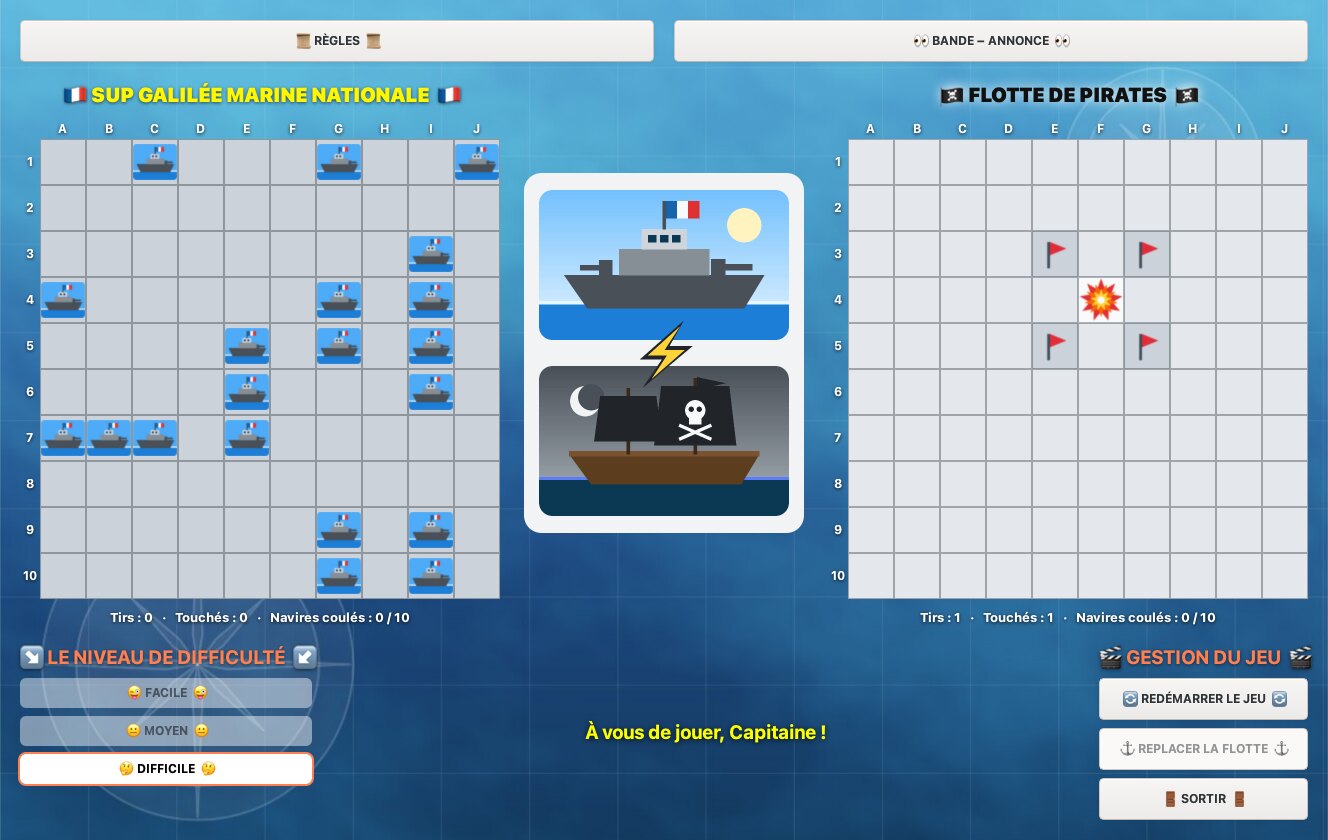 RÈGLES
BANDE – ANNONCE
SUP GALILÉE MARINE NATIONALE
FLOTTE DE PIRATES
A B C D E F G H I J
A B C D E F G H I J
1
2
3
4
5
6
7
8
9
10
1
2
3
4
5
6
7
8
9
10
Tirs : 0 · Touchés : 0 · Navires coulés : 0 / 10
Tirs : 1 · Touchés : 1 · Navires coulés : 0 / 10
LE NIVEAU DE DIFFICULTÉ
FACILE
MOYEN
DIFFICILE
À vous de jouer, Capitaine !
GESTION DU JEU
REDÉMARRER LE JEU
REPLACER LA FLOTTE
SORTIR